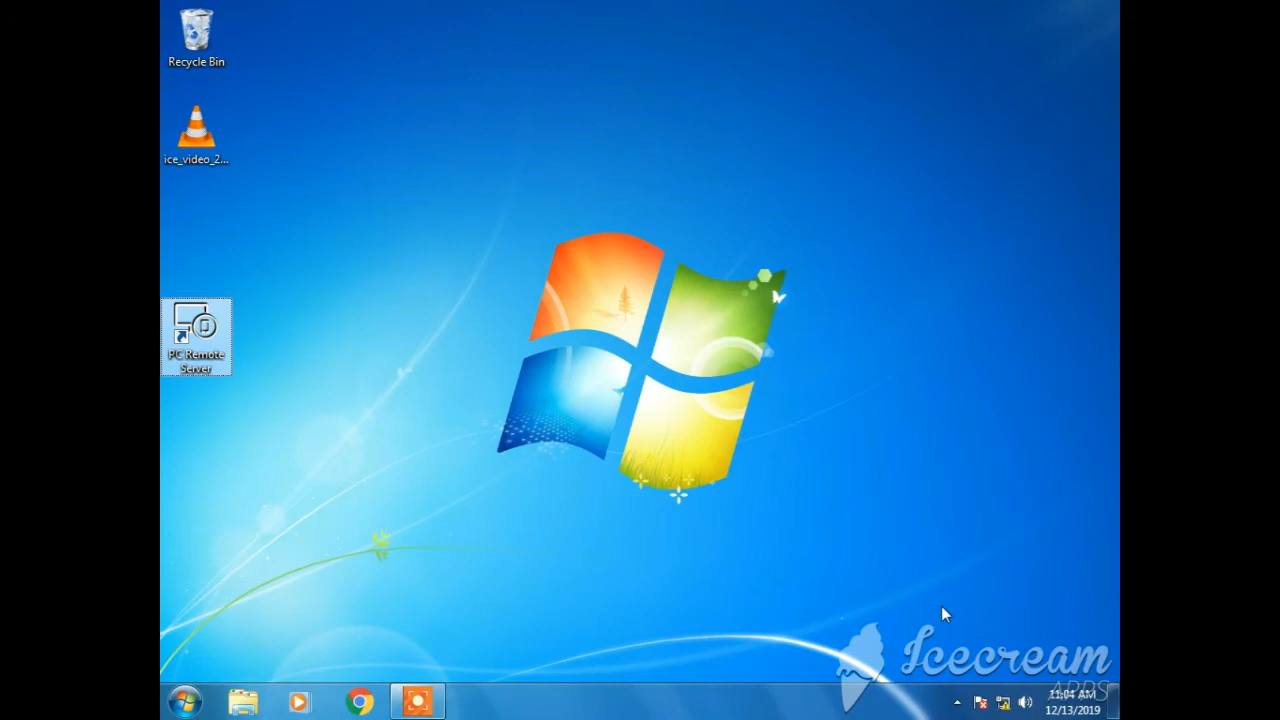 Recycle Bin
ice_video_2...
PC Remote
Server
Icecream
APPS
11:04 AM
12/13/2019